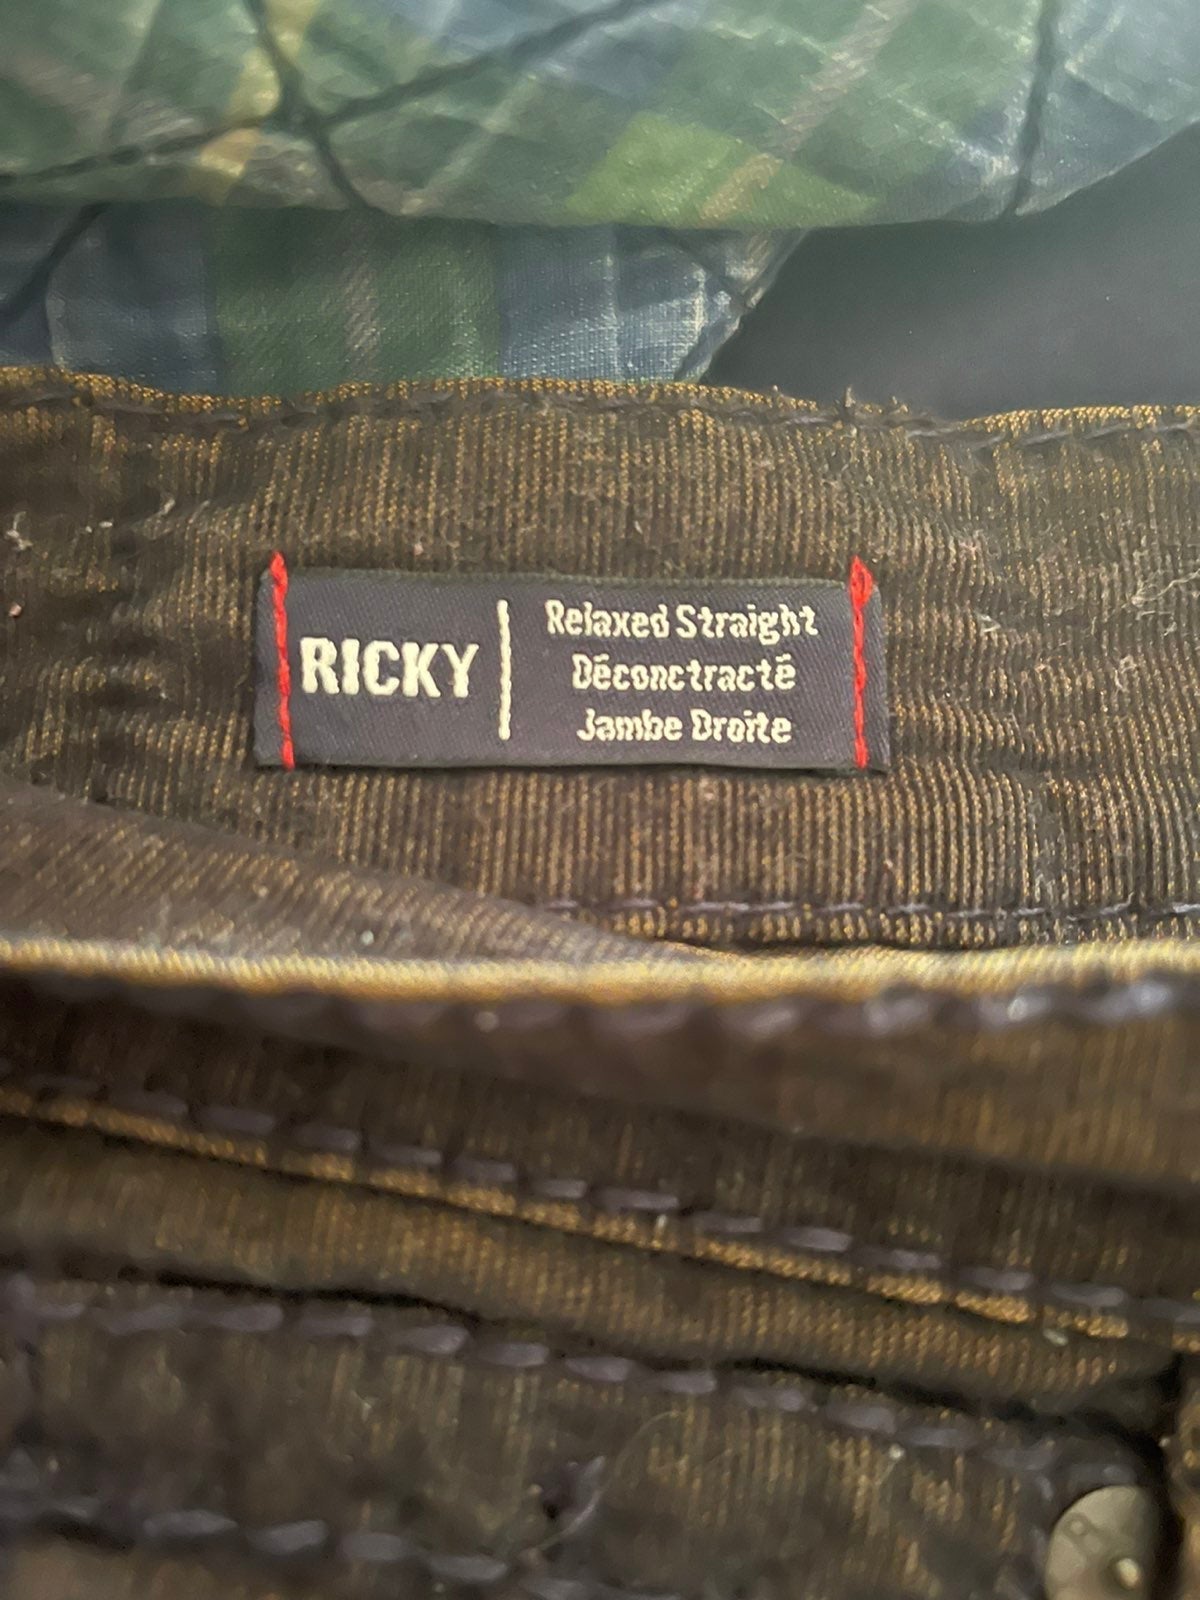 RICKY
Relaxed Straight
Déconctracté
Jambe Droite